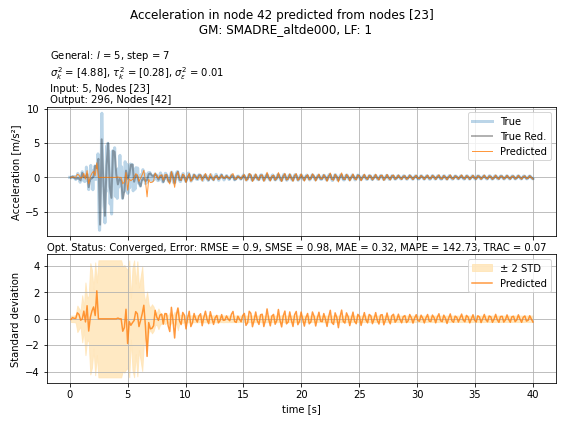 Acceleration in node 42 predicted from nodes [23]
GM: SMADRE_altde000, LF: 1
General: l = 5, step = 7
σ²ₖ = [4.88], τ²ₖ = [0.28], σ²ε = 0.01
Input: 5, Nodes [23]
Output: 296, Nodes [42]
10
5
0
−5
Acceleration [m/s²]
True
True Red.
Predicted
Opt. Status: Converged, Error: RMSE = 0.9, SMSE = 0.98, MAE = 0.32, MAPE = 142.73, TRAC = 0.07
4
2
0
−2
−4
Standard deviation
± 2 STD
Predicted
0 5 10 15 20 25 30 35 40
time [s]